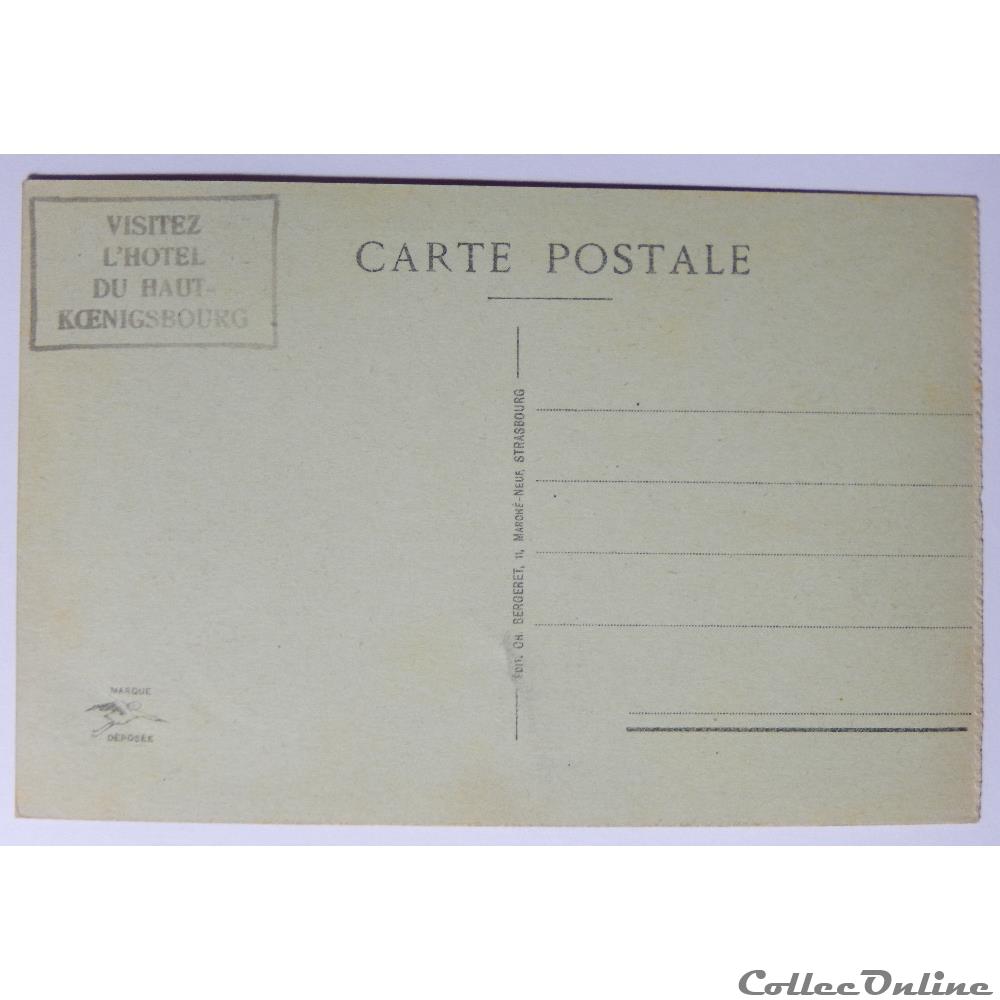 VISITEZ
L'HOTEL
DU HAUT-
KŒNIGSBOURG
CARTE POSTALE
ÉDIT. CH. BERGERET, 11, MARCHÉ-NEUF, STRASBOURG
MARQUE
DÉPOSÉE
CollecOnline